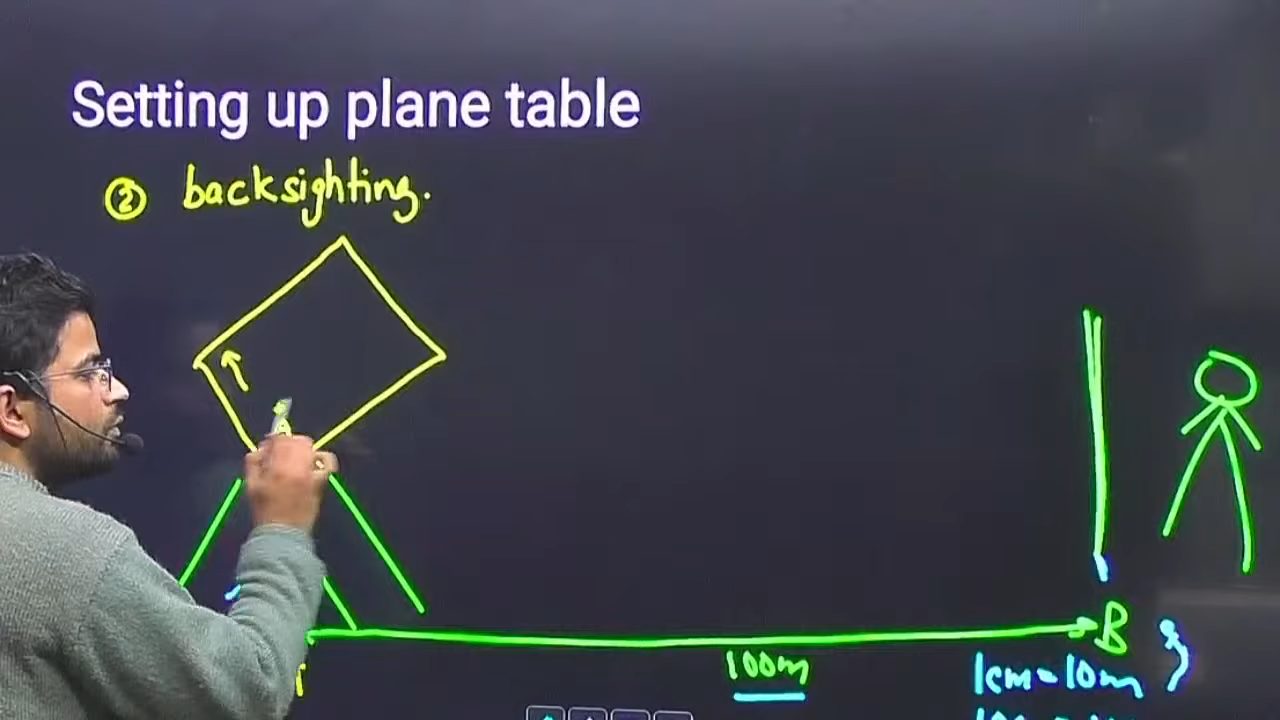 Setting up plane table
② backsighting.
B
100m
1cm = 10m